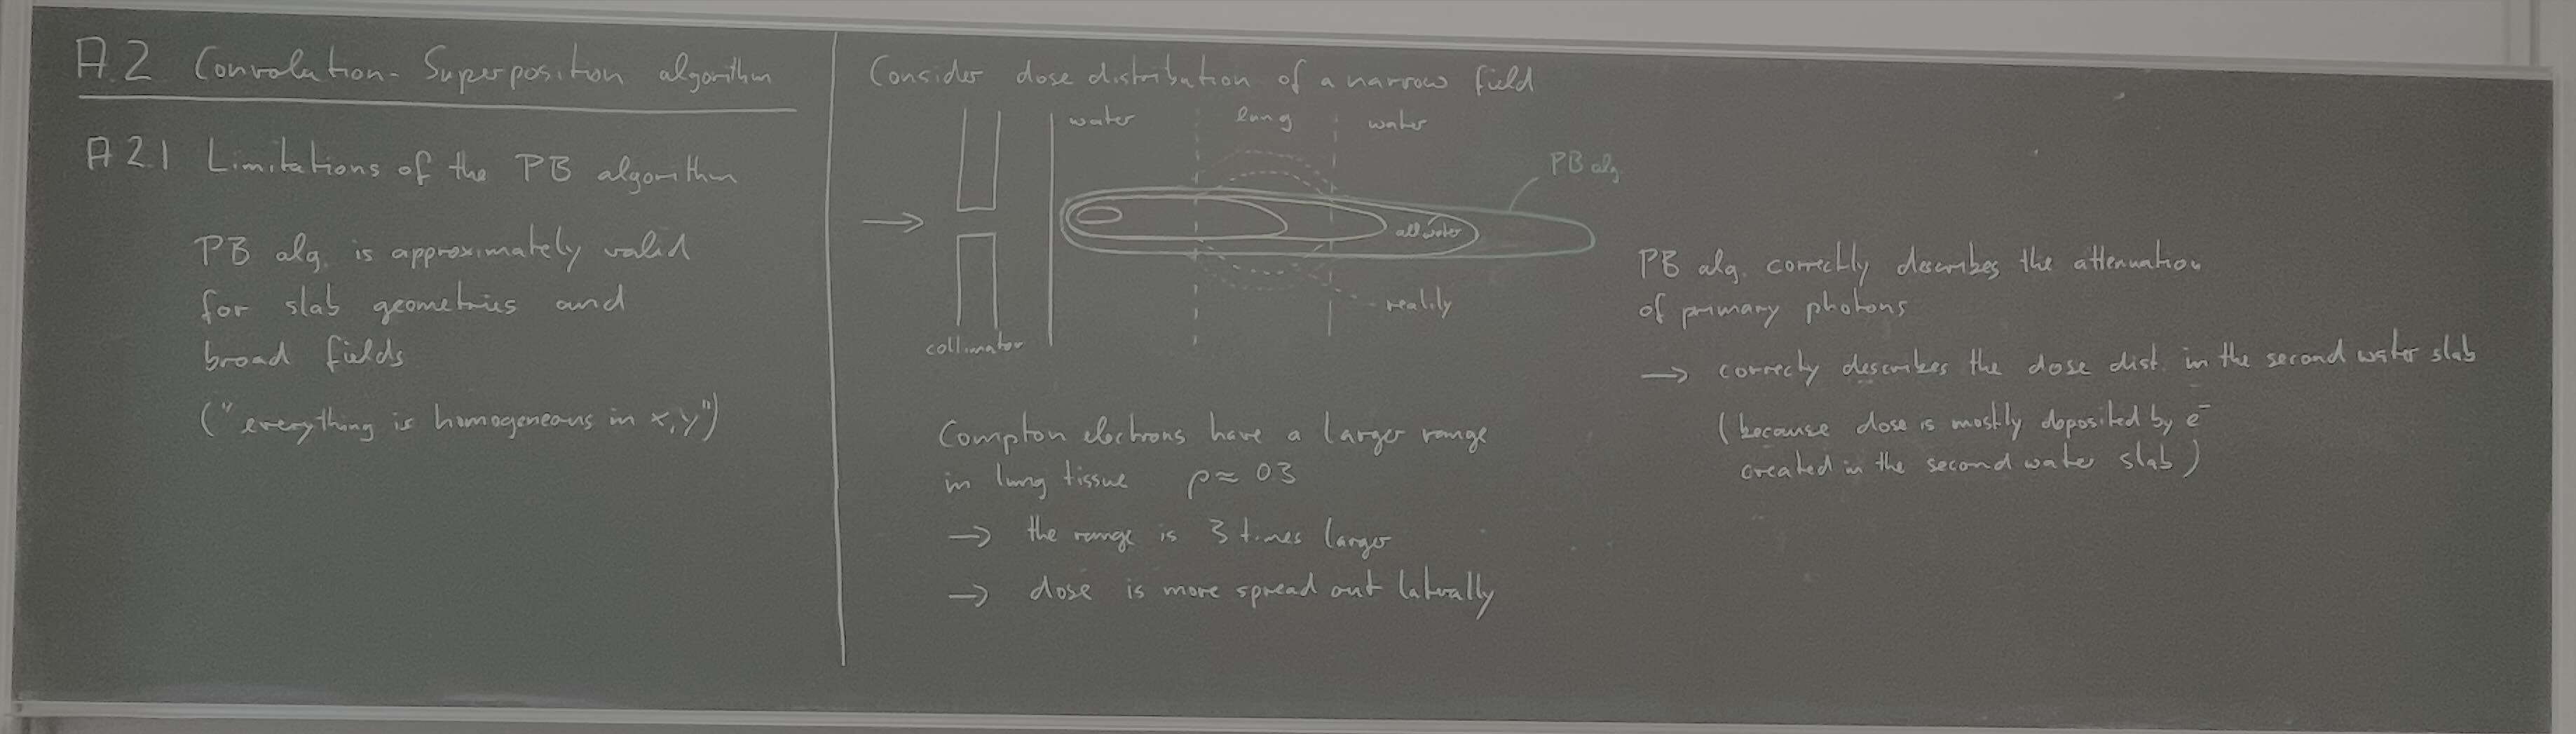 A.2 Convolution-Superposition algorithm
A 2.1 Limitations of the PB algorithm
PB alg. is approximately valid
for slab geometries and
broad fields
("everything is homogeneous in x,y")
Consider dose distribution of a narrow field
water lung water
PB alg.
all water
reality
collimator
Compton electrons have a larger range
in lung tissue ρ ≈ 0.3
→ the range is 3 times larger
→ dose is more spread out laterally
PB alg. correctly describes the attenuation
of primary photons
→ correctly describes the dose dist. in the second water slab
(because dose is mostly deposited by e⁻
created in the second water slab)